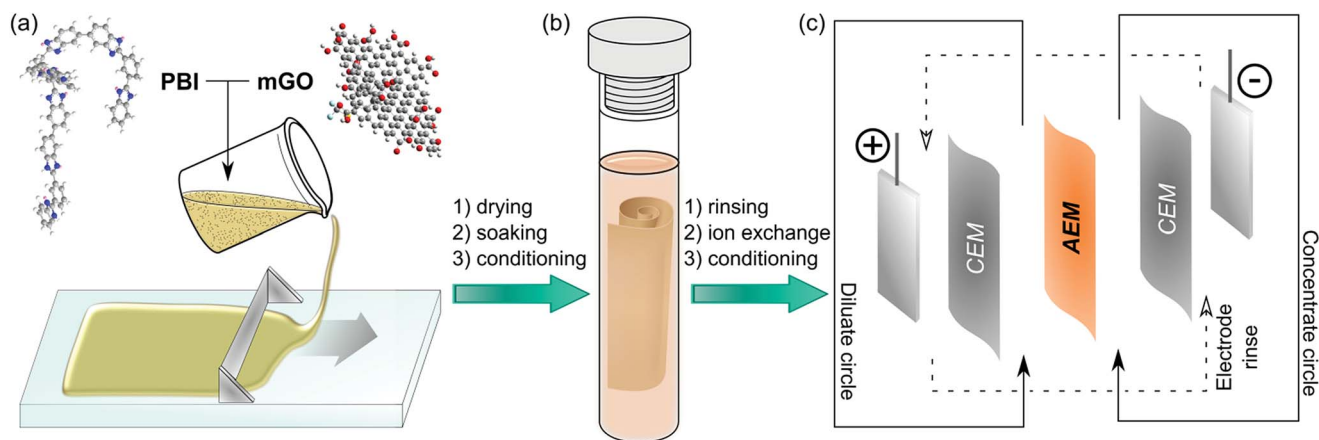 (a)
PBI
mGO
1) drying
2) soaking
3) conditioning
(b)
1) rinsing
2) ion exchange
3) conditioning
(c)
+
-
CEM
AEM
CEM
Diluate circle
Electrode
rinse
Concentrate circle